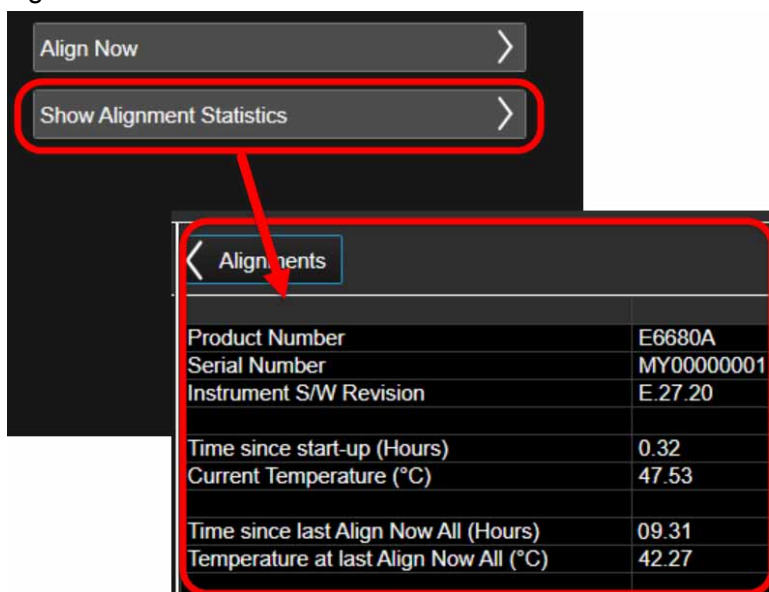 Align Now
Show Alignment Statistics
Alignments
Product Number E6680A
Serial Number MY00000001
Instrument S/W Revision E.27.20
Time since start-up (Hours) 0.32
Current Temperature (°C) 47.53
Time since last Align Now All (Hours) 09.31
Temperature at last Align Now All (°C) 42.27